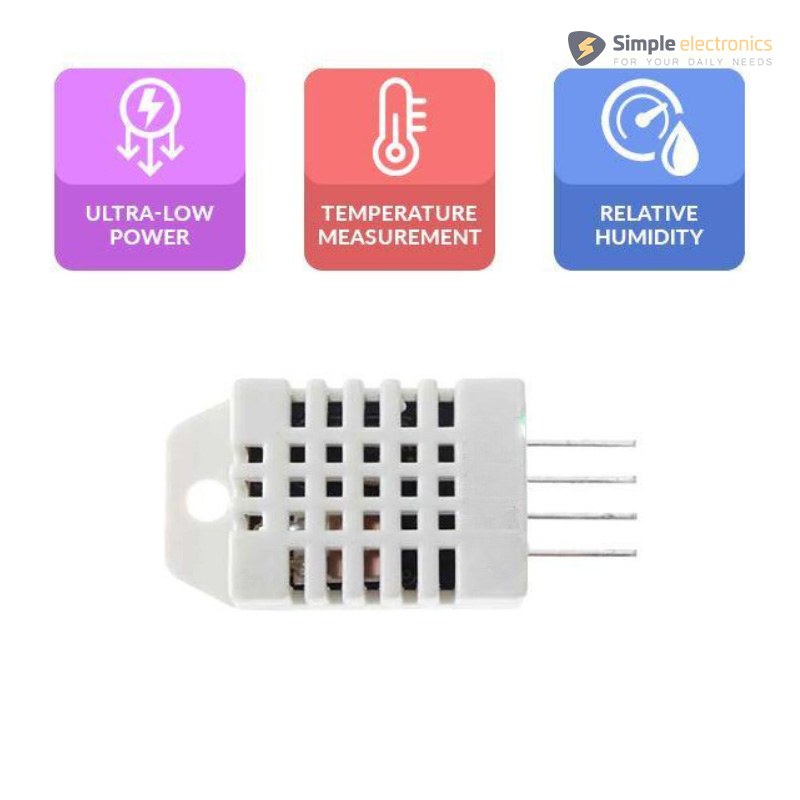 Simple electronics
FOR YOUR DAILY NEEDS
ULTRA-LOW
POWER
TEMPERATURE
MEASUREMENT
RELATIVE
HUMIDITY